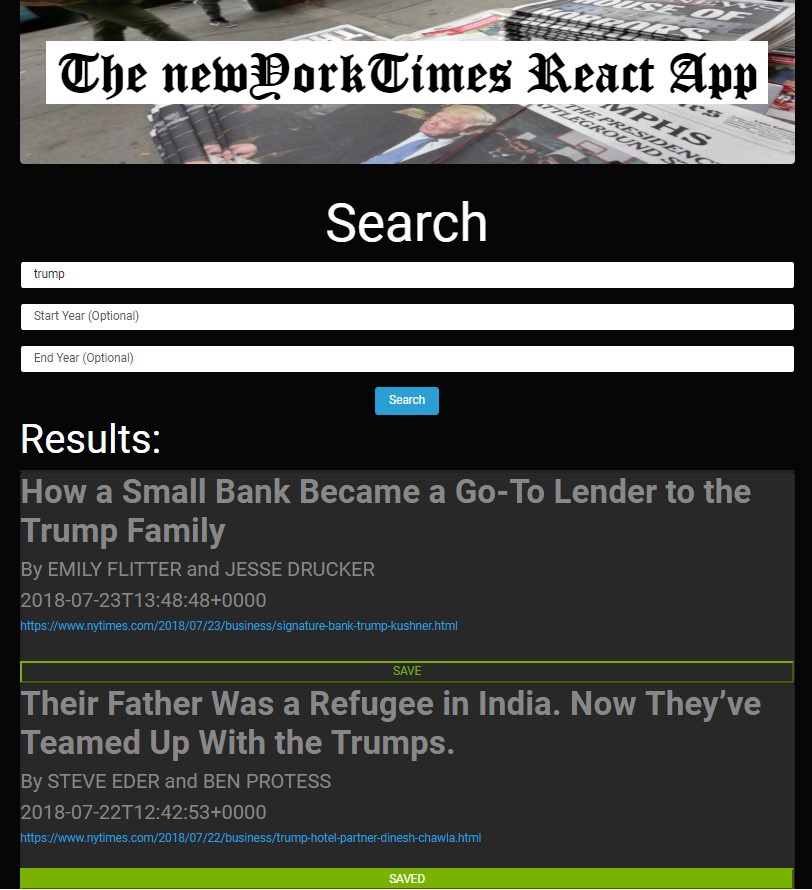 HOUSE OF
The newYorkTimes React App
THE PRESIDENC
Search
trump
Start Year (Optional)
End Year (Optional)
Search
Results:
How a Small Bank Became a Go-To Lender to the
Trump Family
By EMILY FLITTER and JESSE DRUCKER
2018-07-23T13:48:48+0000
https://www.nytimes.com/2018/07/23/business/signature-bank-trump-kushner.html
SAVE
Their Father Was a Refugee in India. Now They’ve
Teamed Up With the Trumps.
By STEVE EDER and BEN PROTESS
2018-07-22T12:42:53+0000
https://www.nytimes.com/2018/07/22/business/trump-hotel-partner-dinesh-chawla.html
SAVED